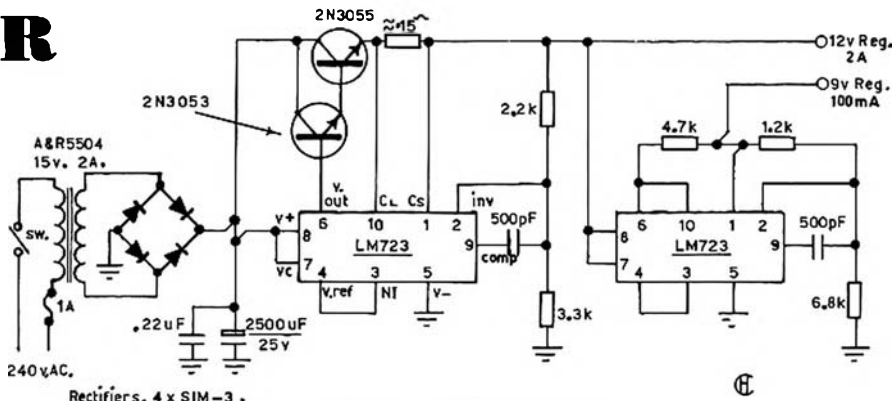 R
2N3055
≈.15~
12v Reg.
2A
2N3053
2.2k
9v Reg.
100mA
4.7k
1.2k
A&R5504
15v. 2A.
v.
out
CL
Cs
inv
500pF
sw.
v+
6
10
1
2
8
LM723
9
comp
7
vc
4
3
5
v.ref
NI
v-
6
10
1
2
8
LM723
9
500pF
7
4
3
5
1A
.22uF
2500uF
25v
3.3k
6.8k
240v.AC.
Rectifiers. 4 x SIM-3.